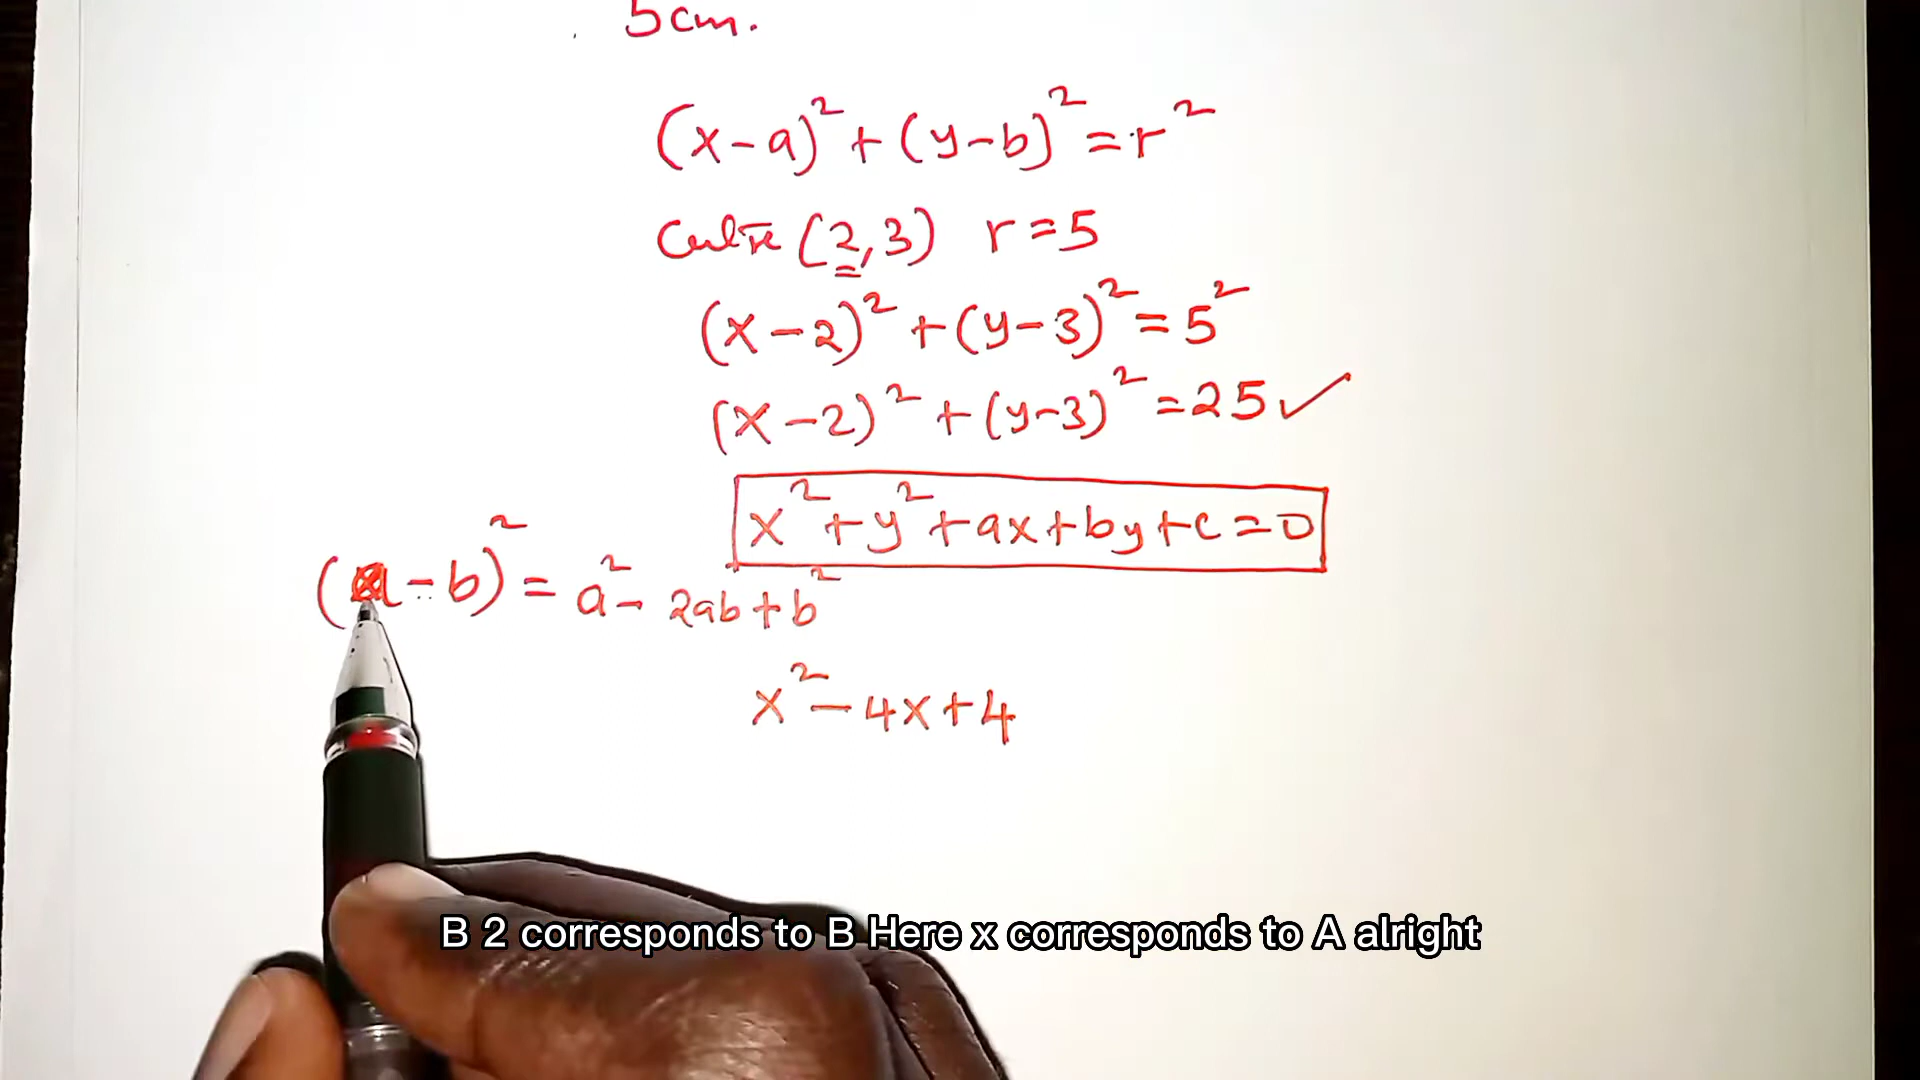 5cm.
(x-a)² + (y-b)² = r²
Centre (2,3) r = 5
(x-2)² + (y-3)² = 5²
(x-2)² + (y-3)² = 25 ✓
x² + y² + ax + by + c = 0
(a-b)² = a² - 2ab + b²
x² - 4x + 4
B 2 corresponds to B Here x corresponds to A alright